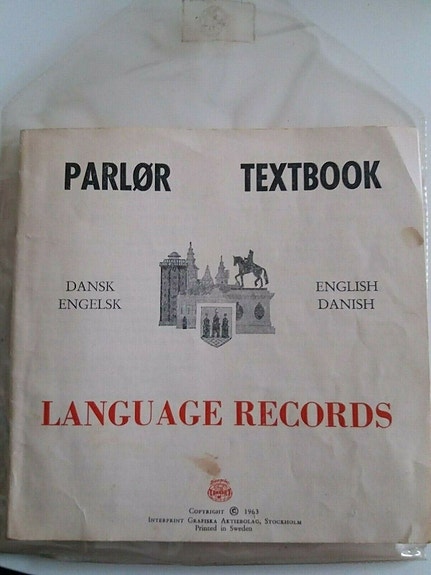 PARLØR TEXTBOOK
DANSK ENGLISH
ENGELSK DANISH
LANGUAGE RECORDS
COPYRIGHT © 1963
INTERPRINT GRAFISKA AKTIEBOLAG, STOCKHOLM
Printed in Sweden